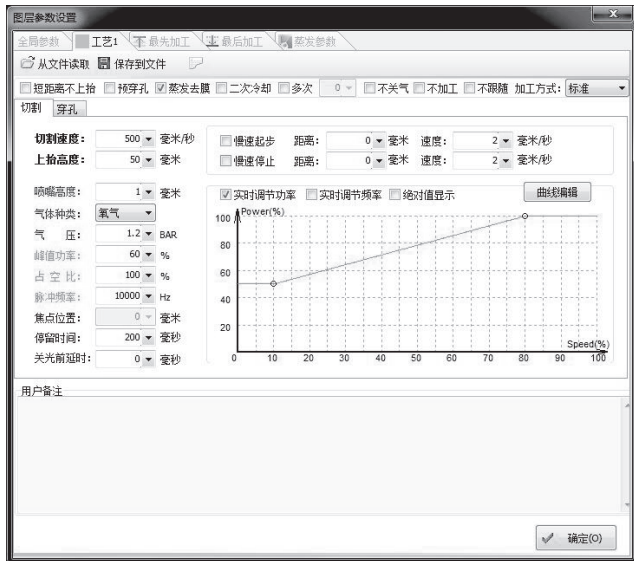 图层参数设置
全局参数 工艺1 最先加工 最后加工 蒸发参数
从文件读取 保存到文件
短距离不上抬 预穿孔 蒸发去膜 二次冷却 多次 0 不关气 不加工 不跟随 加工方式: 标准
切割 穿孔
切割速度: 500 毫米/秒 慢速起步 距离: 0 毫米 速度: 2 毫米/秒
上抬高度: 50 毫米 慢速停止 距离: 0 毫米 速度: 2 毫米/秒
喷嘴高度: 1 毫米 实时调节功率 实时调节频率 绝对值显示 曲线编辑
气体种类: 氧气
气 压: 1.2 BAR
峰值功率: 60 %
占 空 比: 100 %
脉冲频率: 10000 Hz
焦点位置: 0 毫米
停留时间: 200 毫秒
关光前延时: 0 毫秒
Power(%)
100
80
60
40
20
Speed(%)
0 10 20 30 40 50 60 70 80 90 100
用户备注
确定(O)